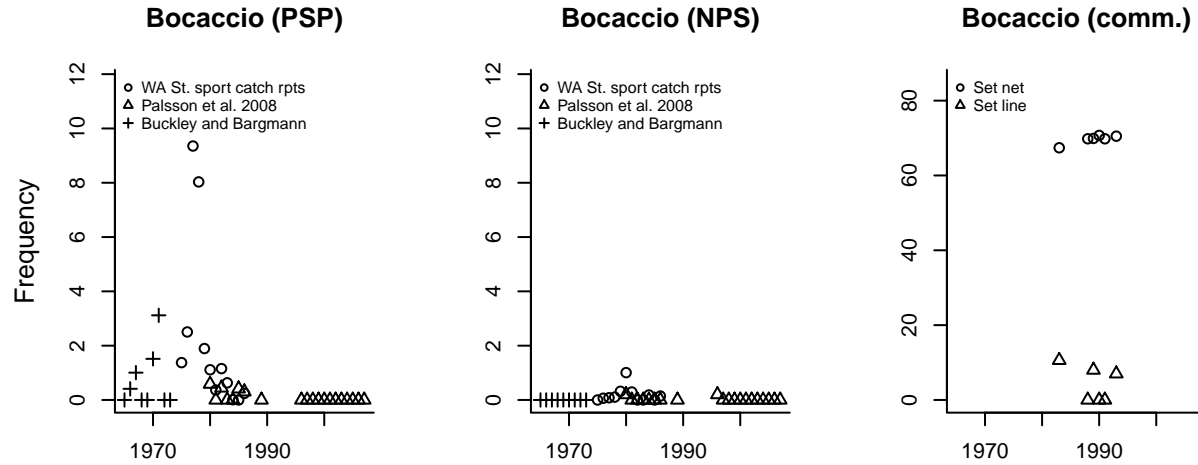 Bocaccio (PSP)
Frequency
12
10
8
6
4
2
0
WA St. sport catch rpts
Palsson et al. 2008
Buckley and Bargmann
1970
1990
Bocaccio (NPS)
12
10
8
6
4
2
0
WA St. sport catch rpts
Palsson et al. 2008
Buckley and Bargmann
1970
1990
Bocaccio (comm.)
80
60
40
20
0
Set net
Set line
1970
1990